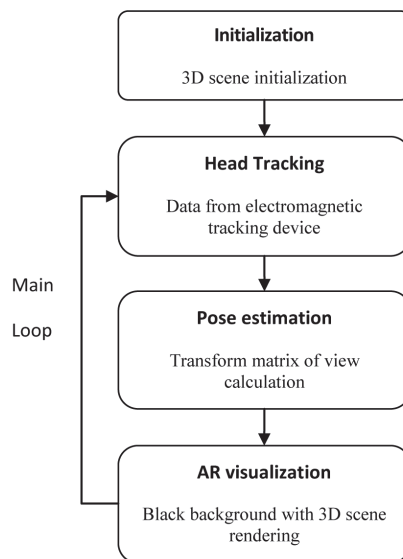 Initialization
3D scene initialization
Head Tracking
Data from electromagnetic
tracking device
Main
Loop
Pose estimation
Transform matrix of view
calculation
AR visualization
Black background with 3D scene
rendering